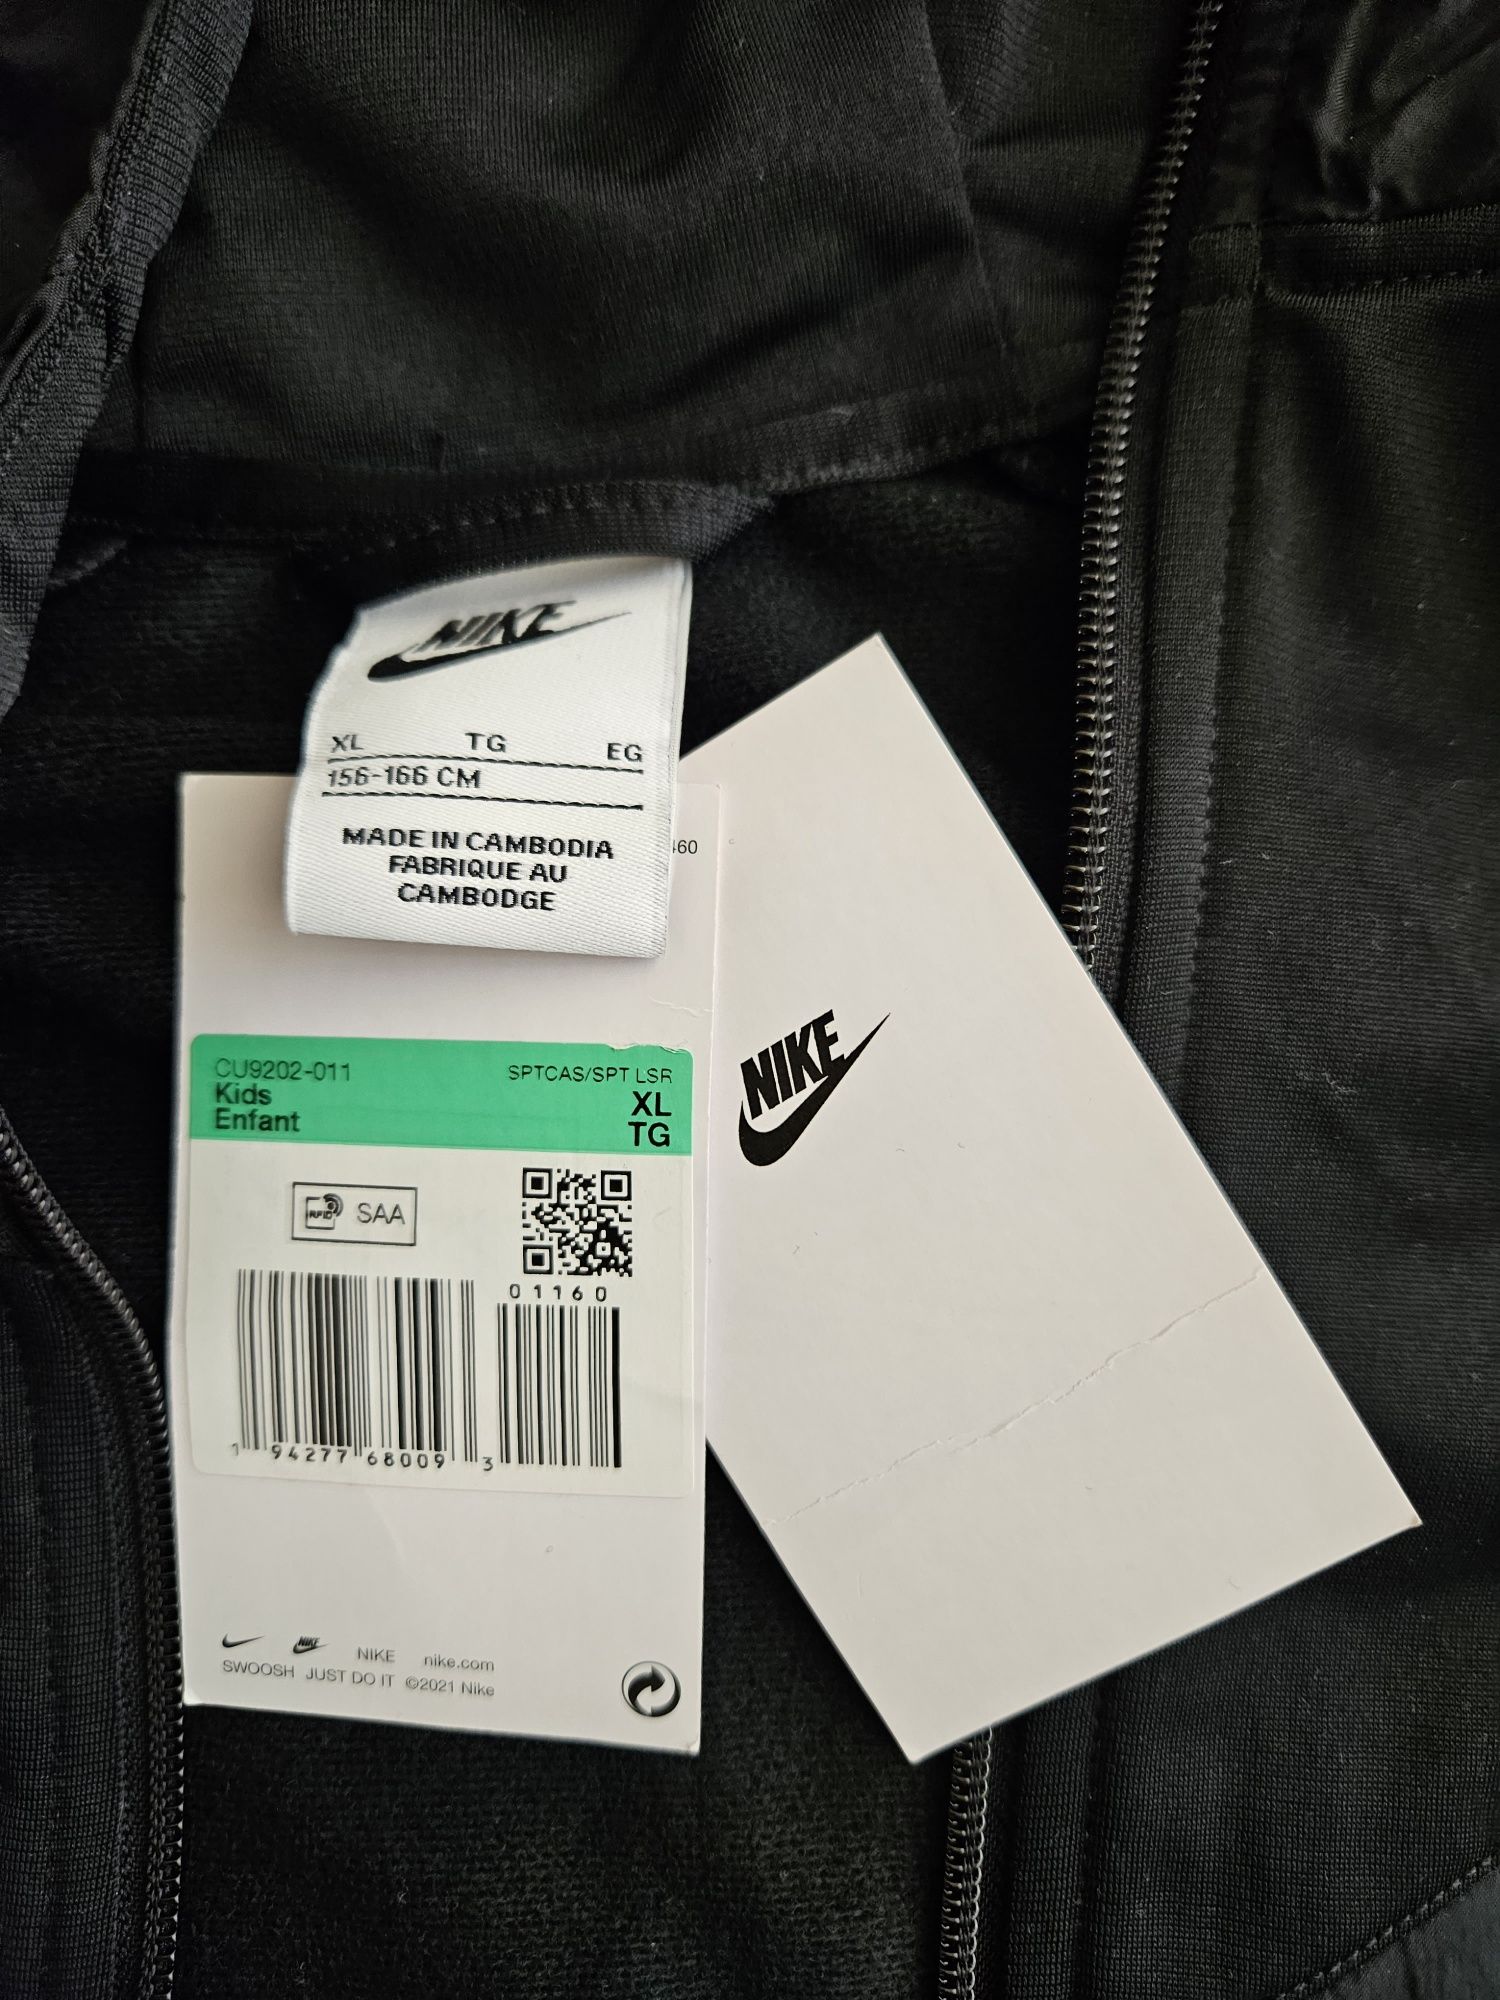 NIKE
XL TG EG
156-166 CM
MADE IN CAMBODIA
FABRIQUE AU
CAMBODGE
460
CU9202-011 SPTCAS/SPT LSR
Kids XL
Enfant TG
RFID SAA
01160
1 94277 68009 3
NIKE NIKE nike.com
SWOOSH JUST DO IT ©2021 Nike
NIKE